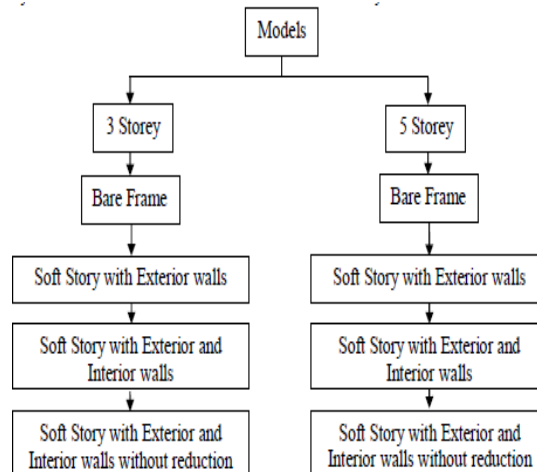 Models
3 Storey
5 Storey
Bare Frame
Bare Frame
Soft Story with Exterior walls
Soft Story with Exterior walls
Soft Story with Exterior and
Interior walls
Soft Story with Exterior and
Interior walls
Soft Story with Exterior and
Interior walls without reduction
Soft Story with Exterior and
Interior walls without reduction